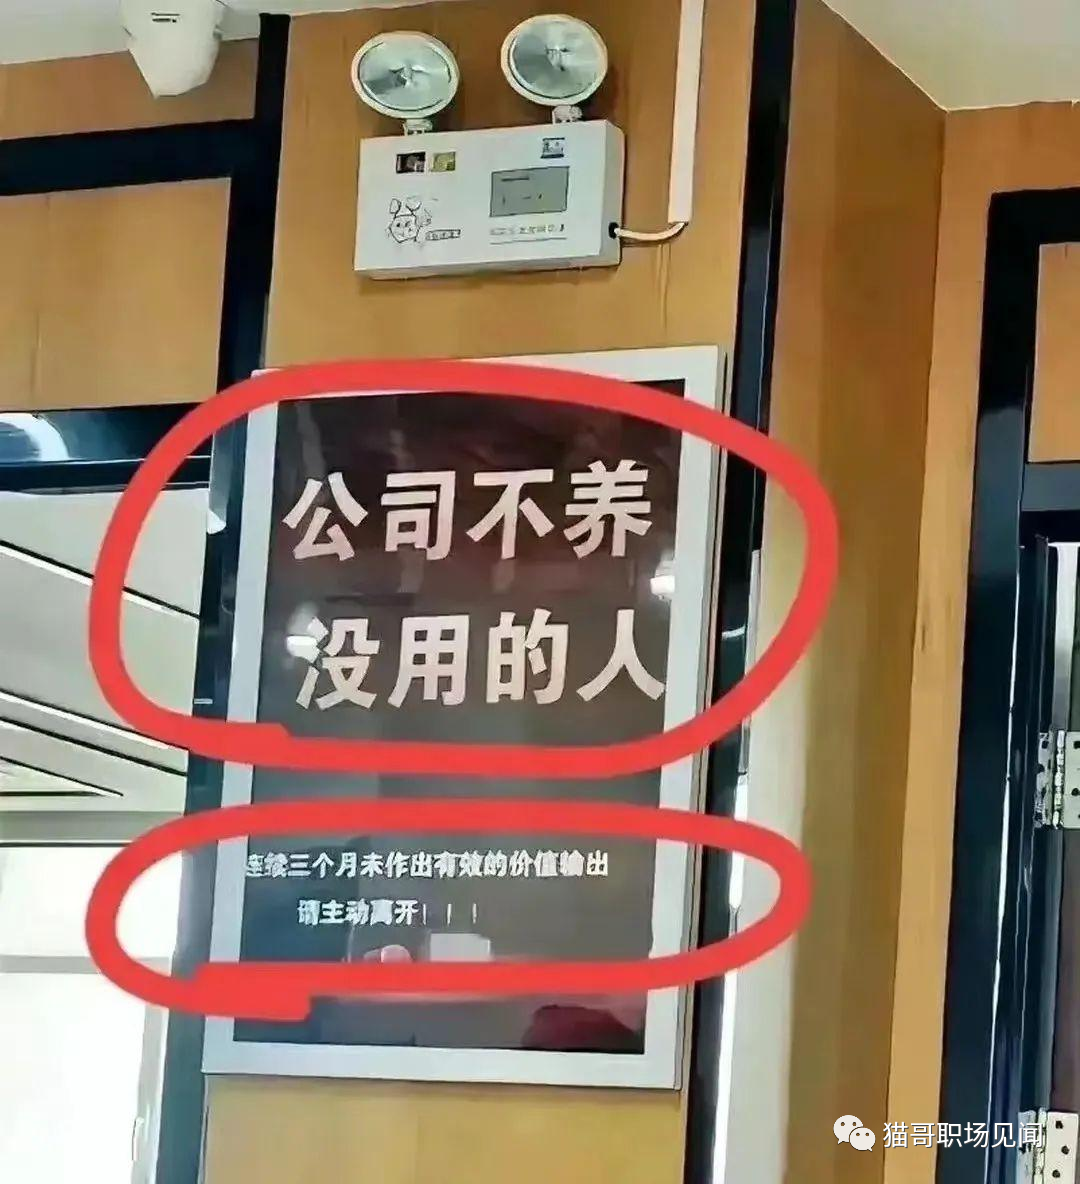 公司不养
没用的人
连续三个月未作出有效的价值输出
请主动离开！！！
猫哥职场见闻